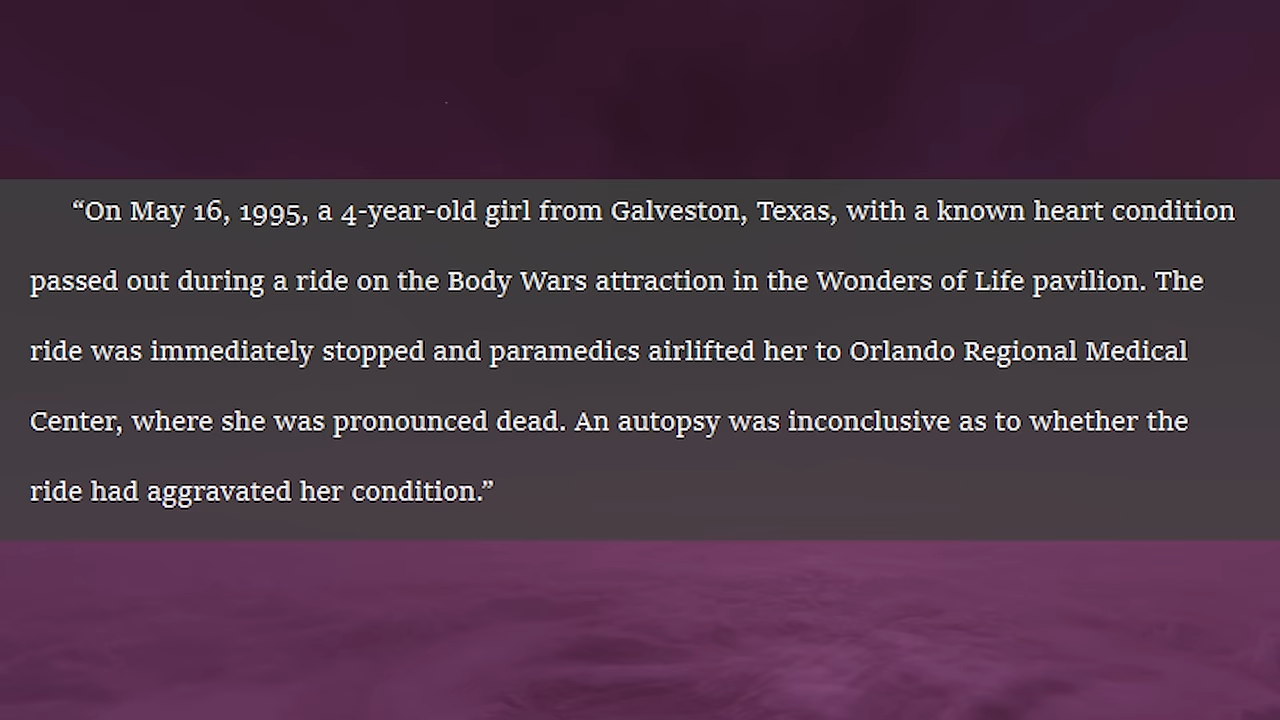 “On May 16, 1995, a 4-year-old girl from Galveston, Texas, with a known heart condition
passed out during a ride on the Body Wars attraction in the Wonders of Life pavilion. The
ride was immediately stopped and paramedics airlifted her to Orlando Regional Medical
Center, where she was pronounced dead. An autopsy was inconclusive as to whether the
ride had aggravated her condition.”